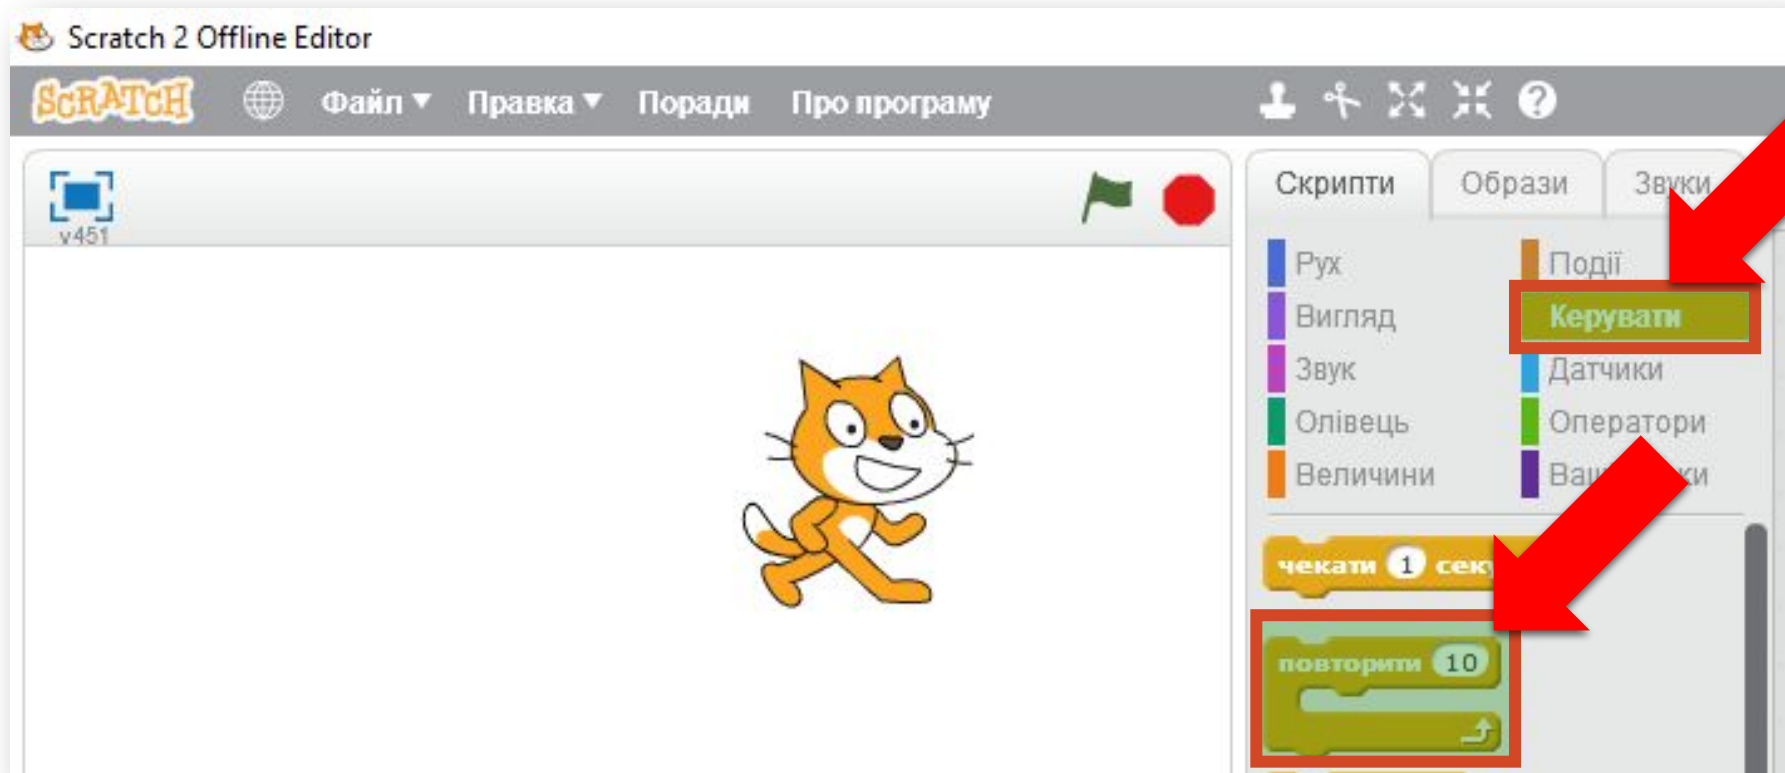 Scratch 2 Offline Editor
SCRATCH Файл Правка Поради Про програму
v451
Скрипти Образи Звуки
Рух Події
Вигляд Керувати
Звук Датчики
Олівець Оператори
Величини
чекати 1
повторити 10